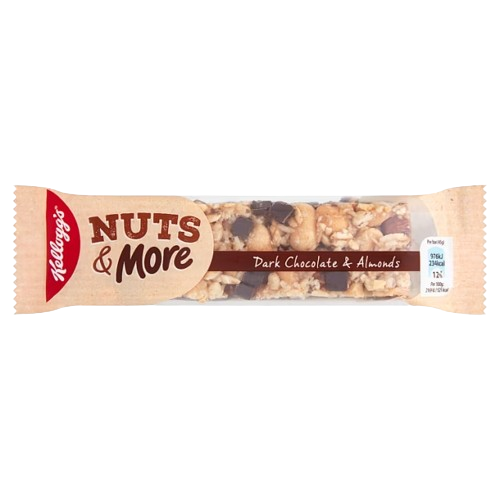 Kellogg's
NUTS
& MORE
Dark Chocolate & Almonds
976kJ
234kcal
12%